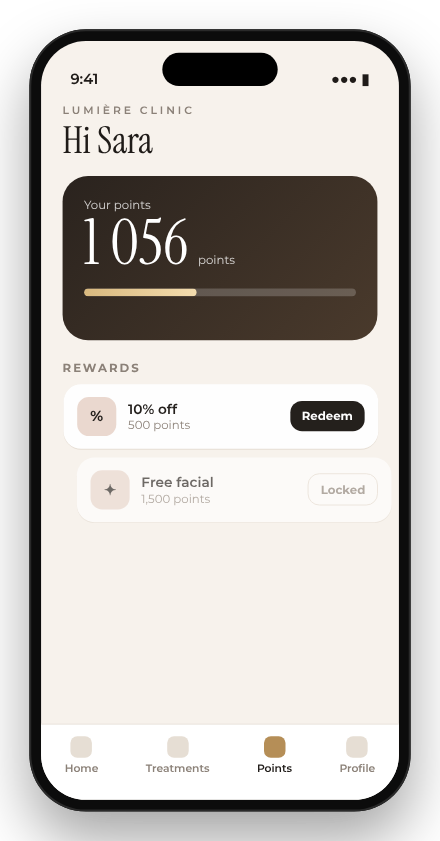 9:41
LUMIÈRE CLINIC
Hi Sara
Your points
1 056 points
REWARDS
% 10% off
500 points
Redeem
Free facial
1,500 points
Locked
Home Treatments Points Profile